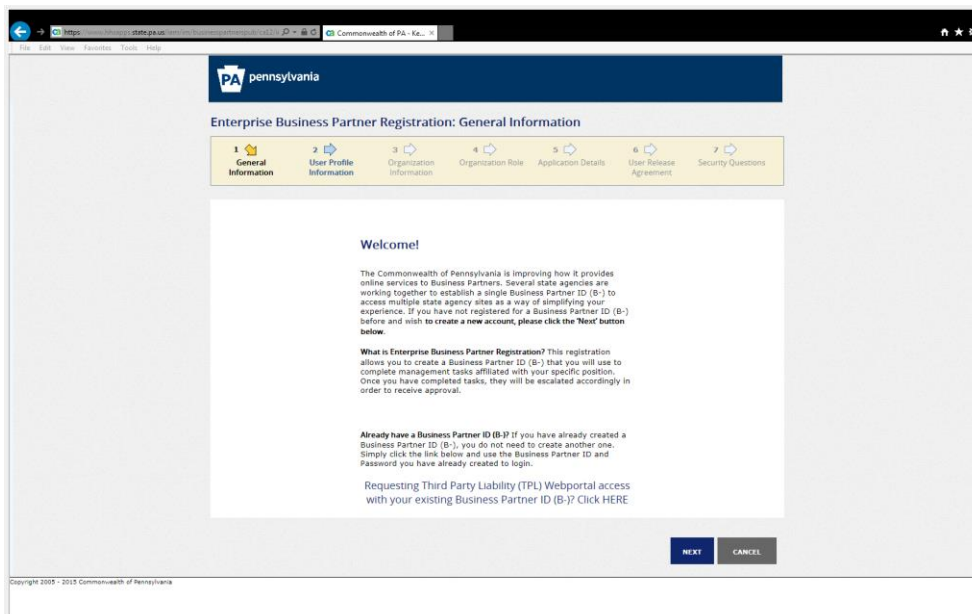 https
state.pa.us
Commonwealth of PA - Ke...
File Edit View Favorites Tools Help
PA pennsylvania
Enterprise Business Partner Registration: General Information
1 2 3 4 5 6 7
General User Profile Organization Organization Role Application Details User Release Security Questions
Information Information Information Agreement
Welcome!
The Commonwealth of Pennsylvania is improving how it provides
online services to Business Partners. Several state agencies are
working together to establish a single Business Partner ID (B-) to
access multiple state agency sites as a way of simplifying your
experience. If you have not registered for a Business Partner ID (B-)
before and wish to create a new account, please click the 'Next' button
below.
What is Enterprise Business Partner Registration? This registration
allows you to create a Business Partner ID (B-) that you will use to
complete management tasks affiliated with your specific position.
Once you have completed tasks, they will be escalated accordingly in
order to receive approval.
Already have a Business Partner ID (B-)? If you have already created a
Business Partner ID (B-), you do not need to create another one.
Simply click the link below and use the Business Partner ID and
Password you have already created to login.
Requesting Third Party Liability (TPL) Webportal access
with your existing Business Partner ID (B-)? Click HERE
NEXT CANCEL
Copyright 2005 - 2015 Commonwealth of Pennsylvania